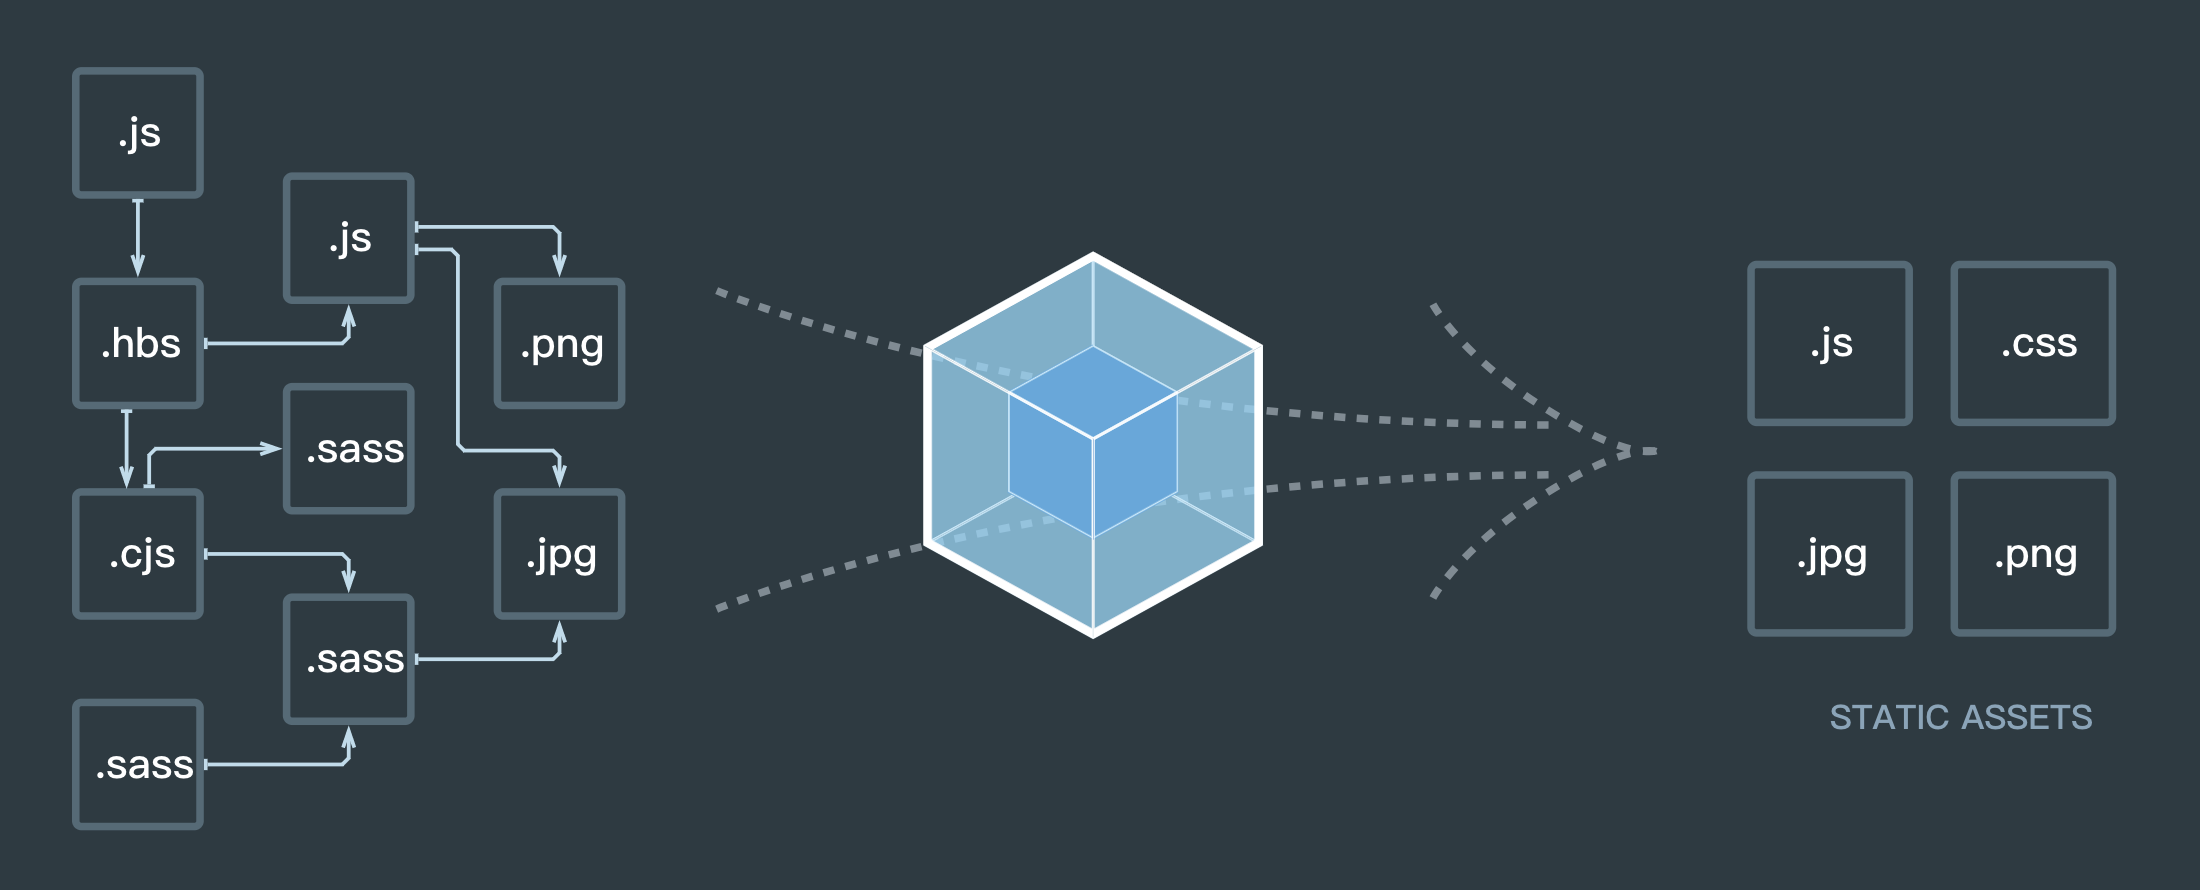 .js
.js
.hbs
.png
.sass
.cjs
.jpg
.sass
.sass
.js
.css
.jpg
.png
STATIC ASSETS